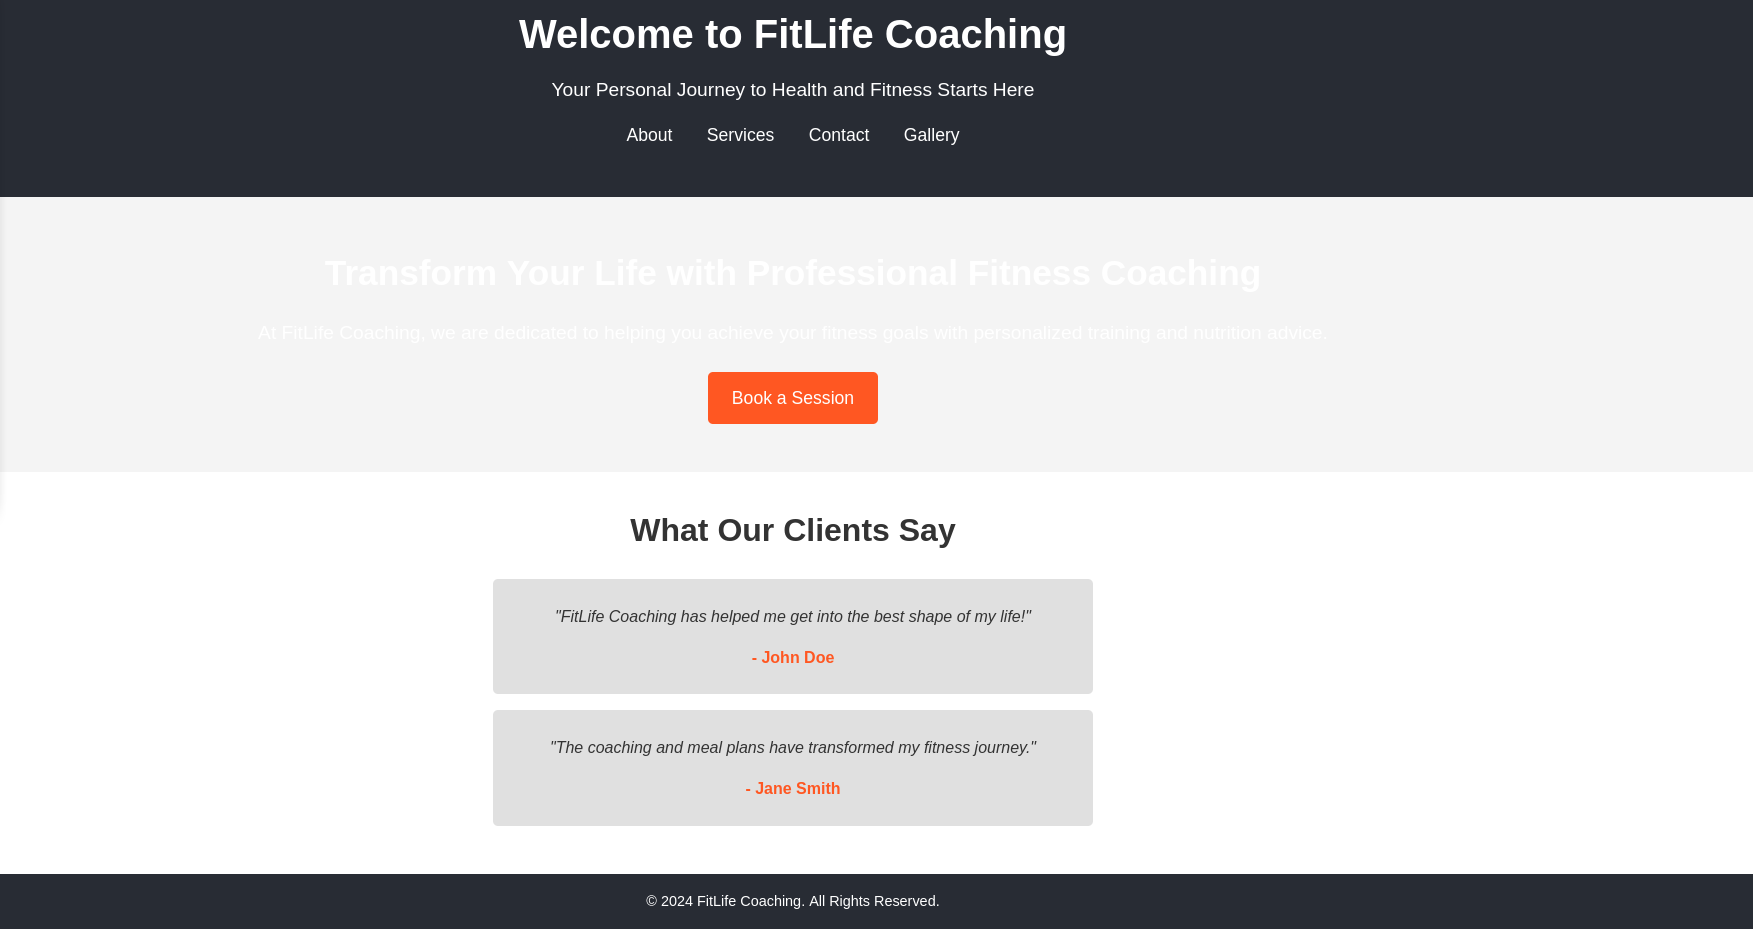 Welcome to FitLife Coaching
Your Personal Journey to Health and Fitness Starts Here
About Services Contact Gallery
Transform Your Life with Professional Fitness Coaching
At FitLife Coaching, we are dedicated to helping you achieve your fitness goals with personalized training and nutrition advice.
Book a Session
What Our Clients Say
"FitLife Coaching has helped me get into the best shape of my life!"
- John Doe
"The coaching and meal plans have transformed my fitness journey."
- Jane Smith
© 2024 FitLife Coaching. All Rights Reserved.